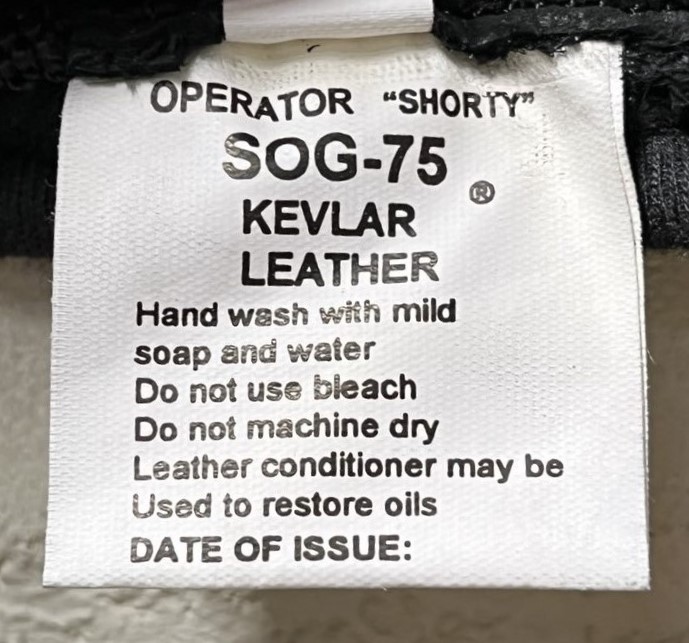 OPERATOR “SHORTY”
SOG-75
KEVLAR ®
LEATHER
Hand wash with mild
soap and water
Do not use bleach
Do not machine dry
Leather conditioner may be
Used to restore oils
DATE OF ISSUE: